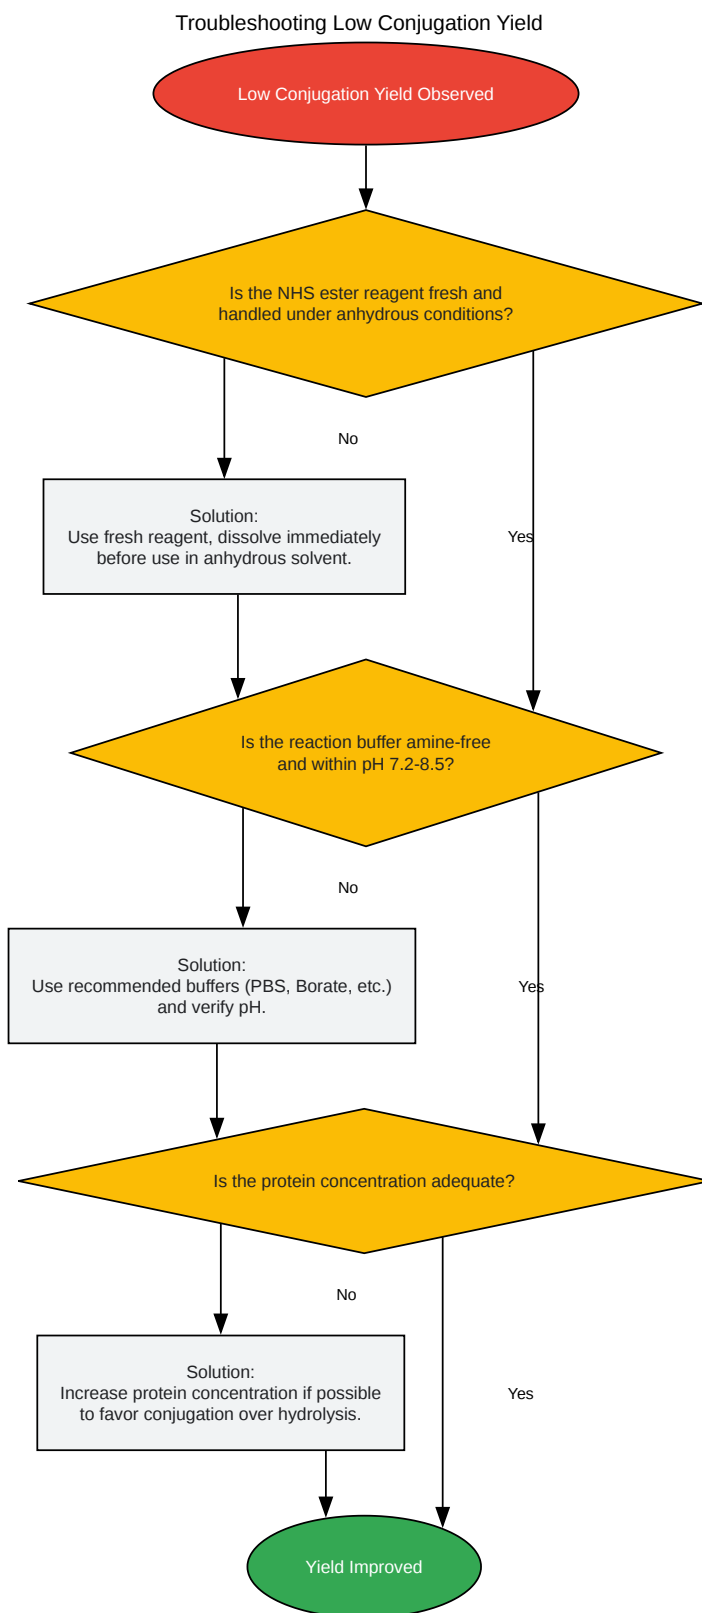 Troubleshooting Low Conjugation Yield
Low Conjugation Yield Observed
Is the NHS ester reagent fresh and
handled under anhydrous conditions?
No
Solution:
Use fresh reagent, dissolve immediately
before use in anhydrous solvent.
Yes
Is the reaction buffer amine-free
and within pH 7.2-8.5?
No
Solution:
Use recommended buffers (PBS, Borate, etc.)
and verify pH.
Yes
Is the protein concentration adequate?
No
Solution:
Increase protein concentration if possible
to favor conjugation over hydrolysis.
Yes
Yield Improved